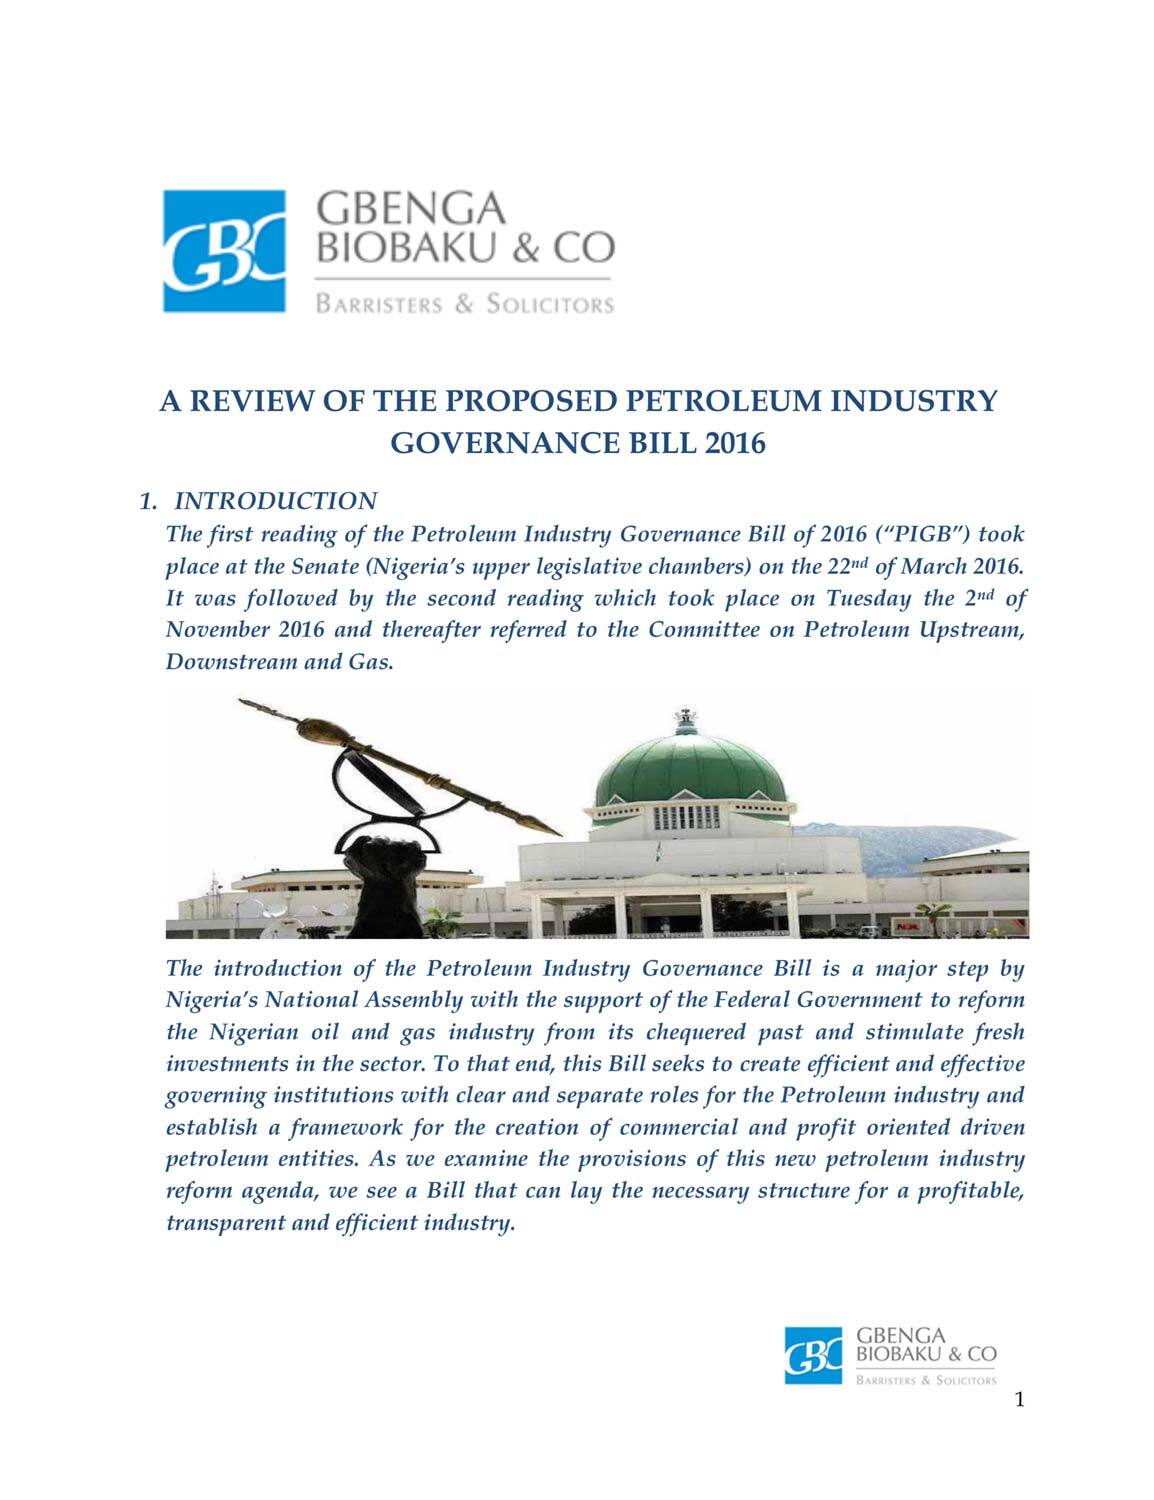 GBC
GBENGA
BIOBAKU & CO
BARRISTERS & SOLICITORS
A REVIEW OF THE PROPOSED PETROLEUM INDUSTRY
GOVERNANCE BILL 2016
1. INTRODUCTION
The first reading of the Petroleum Industry Governance Bill of 2016 (“PIGB”) took
place at the Senate (Nigeria’s upper legislative chambers) on the 22nd of March 2016.
It was followed by the second reading which took place on Tuesday the 2nd of
November 2016 and thereafter referred to the Committee on Petroleum Upstream,
Downstream and Gas.
The introduction of the Petroleum Industry Governance Bill is a major step by
Nigeria’s National Assembly with the support of the Federal Government to reform
the Nigerian oil and gas industry from its chequered past and stimulate fresh
investments in the sector. To that end, this Bill seeks to create efficient and effective
governing institutions with clear and separate roles for the Petroleum industry and
establish a framework for the creation of commercial and profit oriented driven
petroleum entities. As we examine the provisions of this new petroleum industry
reform agenda, we see a Bill that can lay the necessary structure for a profitable,
transparent and efficient industry.
GBC
GBENGA
BIOBAKU & CO
BARRISTERS & SOLICITORS
1